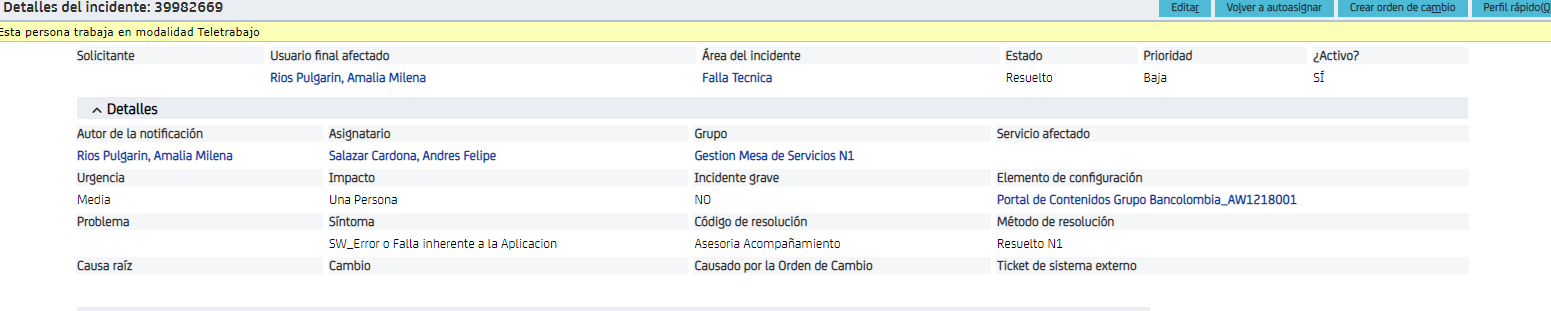 Detalles del incidente: 39982669
Editar Volver a autoasignar Crear orden de cambio Perfil rápido(Q
Esta persona trabaja en modalidad Teletrabajo
Solicitante Usuario final afectado Área del incidente Estado Prioridad ¿Activo?
Rios Pulgarin, Amalia Milena Falla Tecnica Resuelto Baja SÍ
Detalles
Autor de la notificación Asignatario Grupo Servicio afectado
Rios Pulgarin, Amalia Milena Salazar Cardona, Andres Felipe Gestion Mesa de Servicios N1
Urgencia Impacto Incidente grave Elemento de configuración
Media Una Persona NO Portal de Contenidos Grupo Bancolombia_AW1218001
Problema Síntoma Código de resolución Método de resolución
SW_Error o Falla inherente a la Aplicacion Asesoria Acompañamiento Resuelto N1
Causa raíz Cambio Causado por la Orden de Cambio Ticket de sistema externo